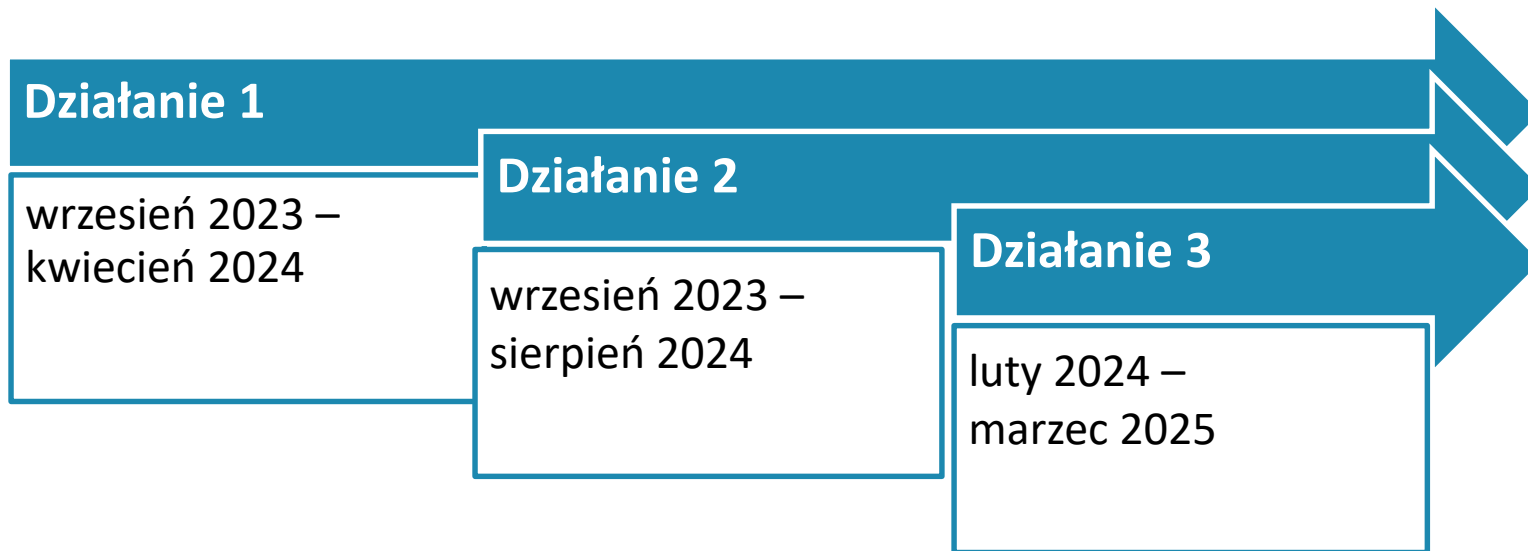 Działanie 1
wrzesień 2023 –
kwiecień 2024
Działanie 2
wrzesień 2023 –
sierpień 2024
Działanie 3
luty 2024 –
marzec 2025